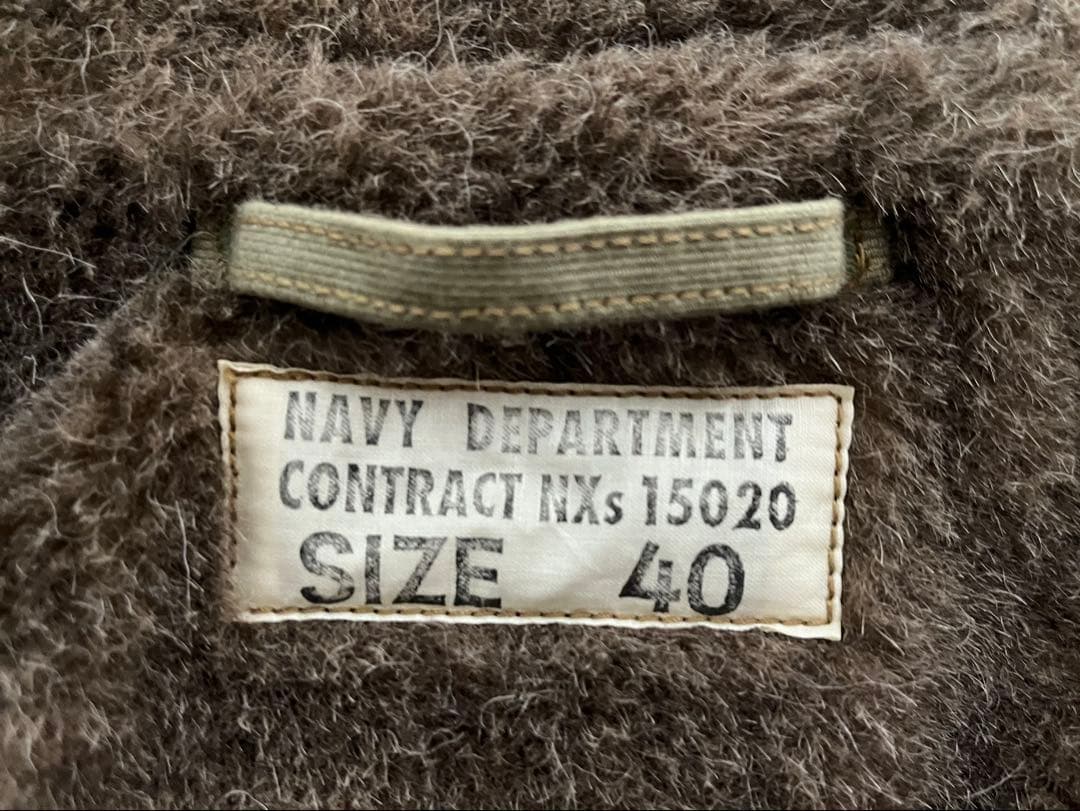 NAVY DEPARTMENT
CONTRACT NXs 15020
SIZE 40